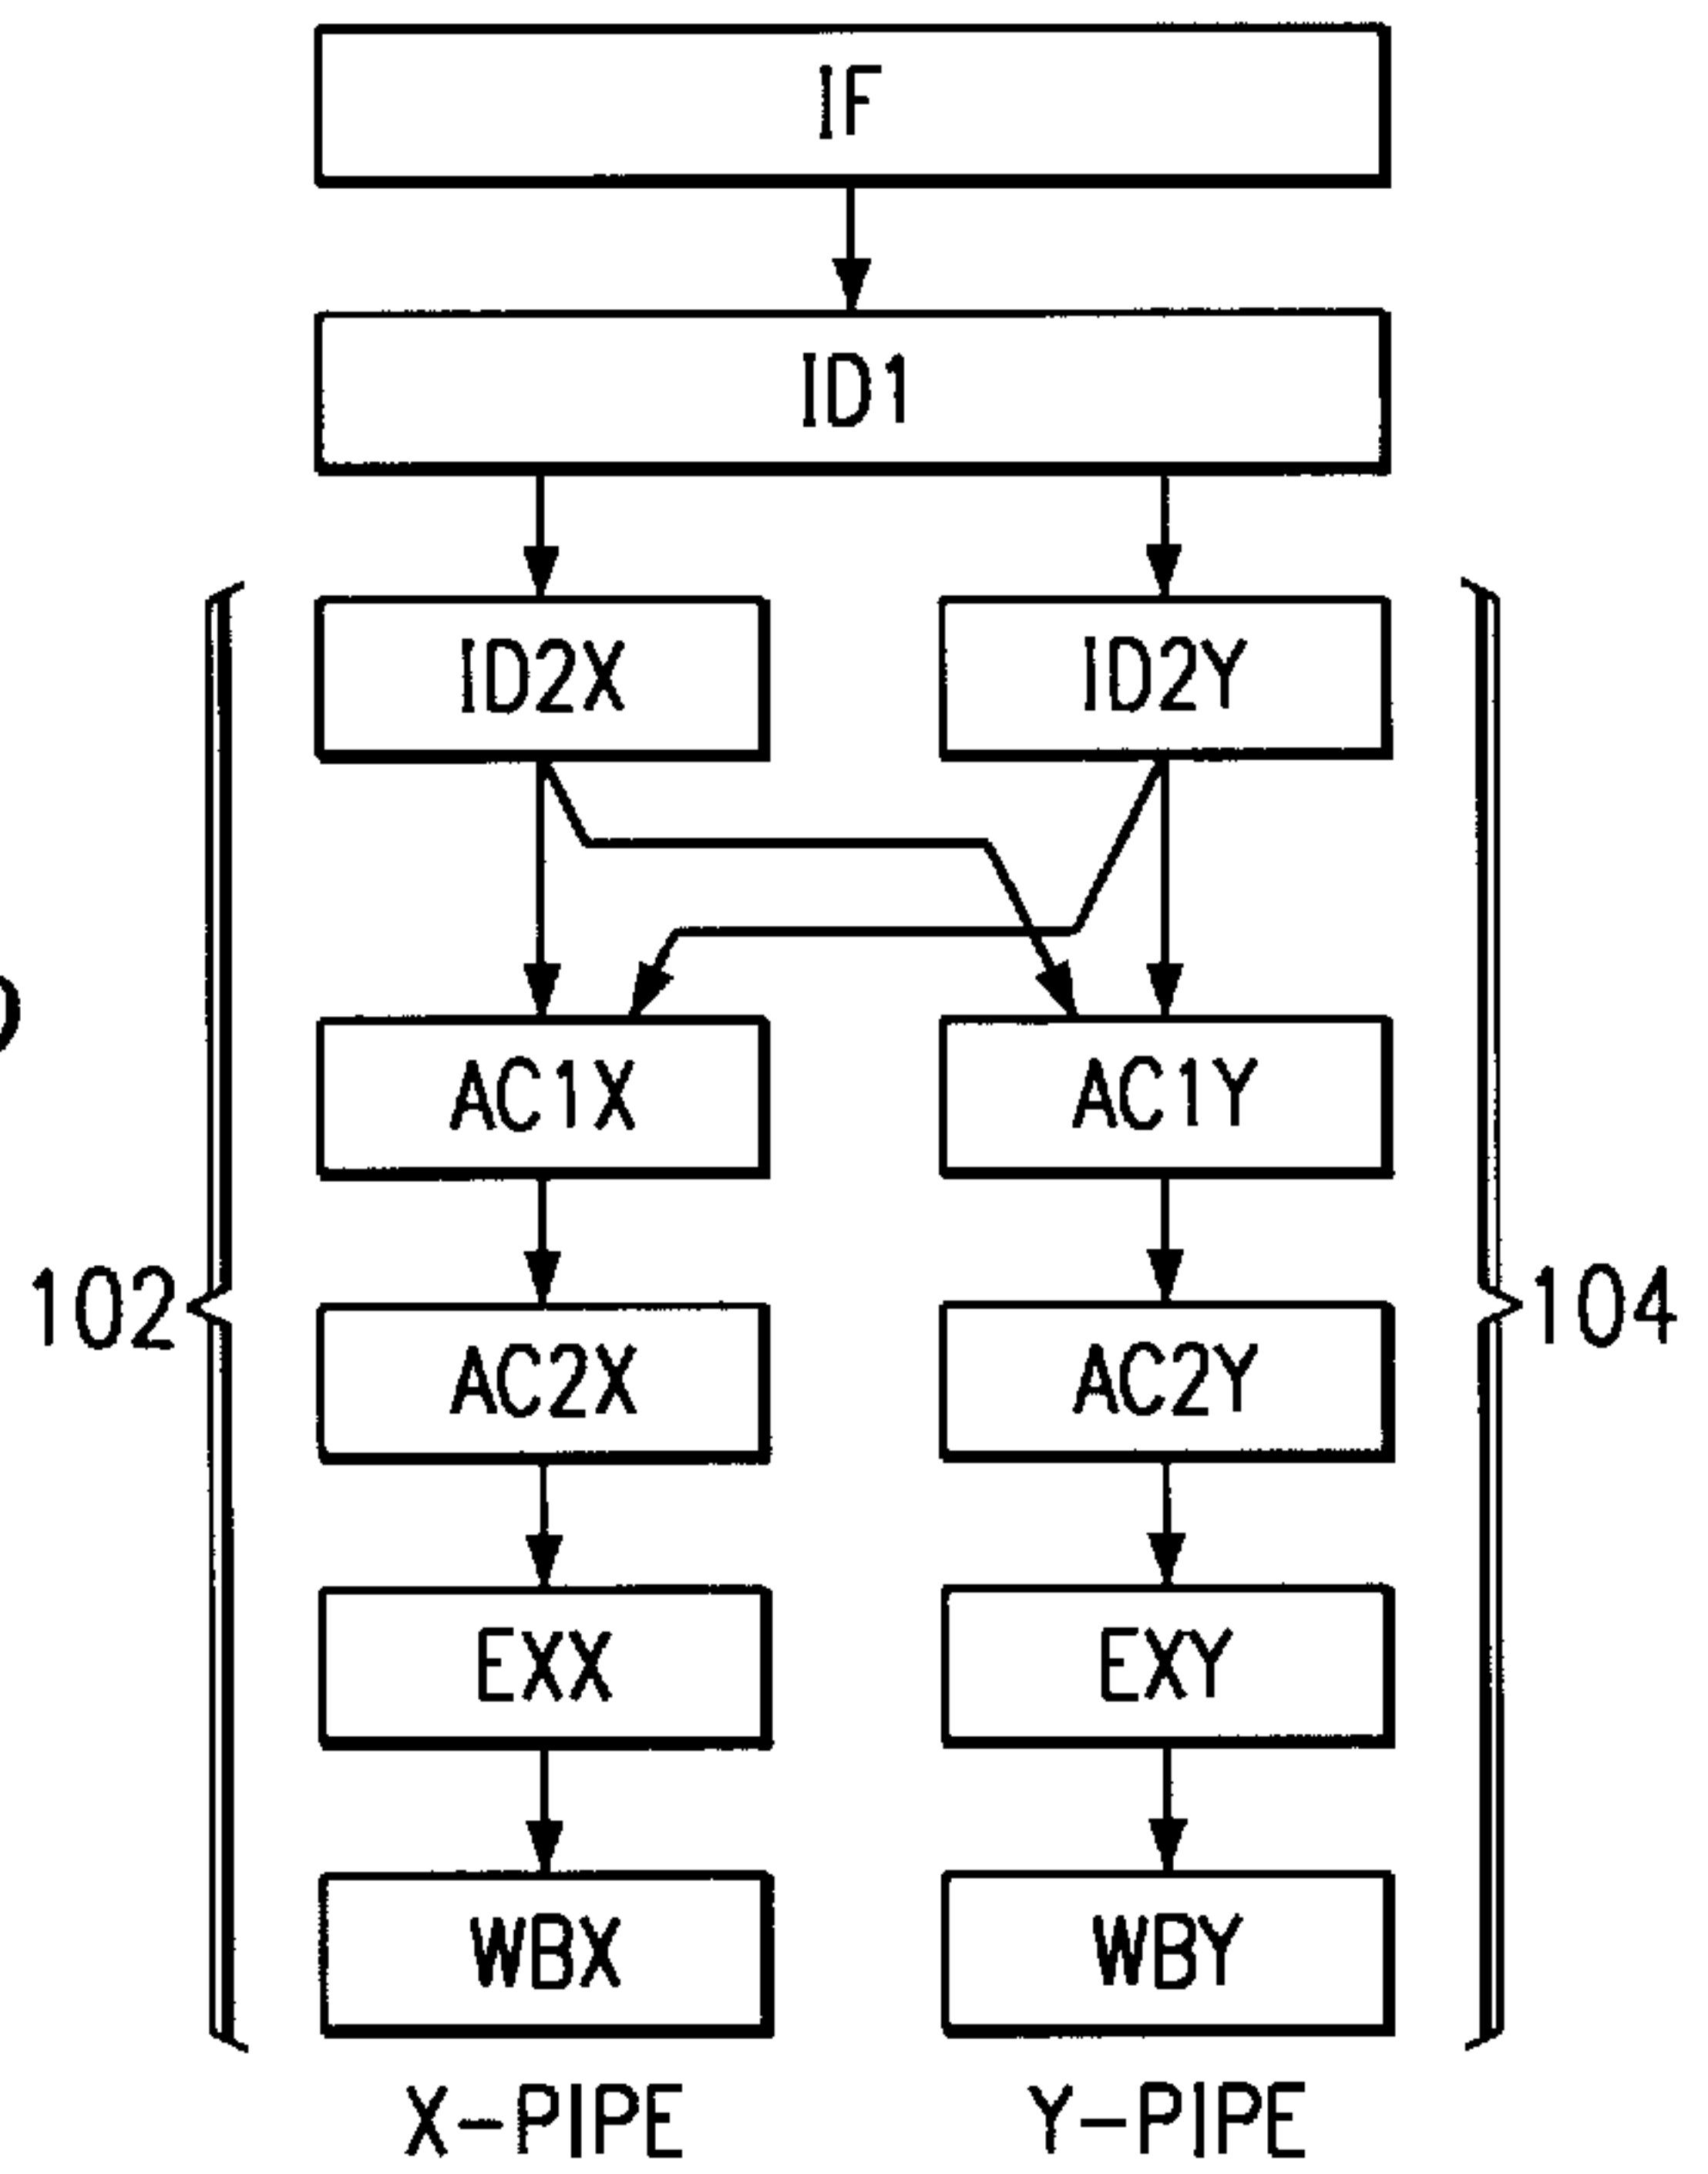 IF
ID1
ID2X ID2Y
AC1X AC1Y
102 104
AC2X AC2Y
EXX EXY
WBX WBY
X-PIPE Y-PIPE